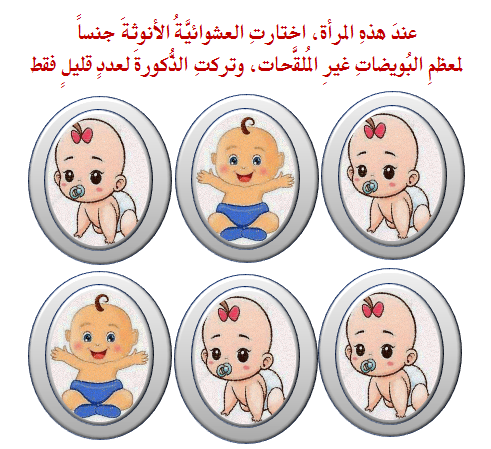 عندَ هذهِ المرأة، اختارتِ العشوائيَّةُ الأنوثةَ جنساً
لمعظمِ البُويضاتِ غيرِ المُلقَّحات، وتركتِ الذُّكورةَ لعددٍ قليلٍ فقط